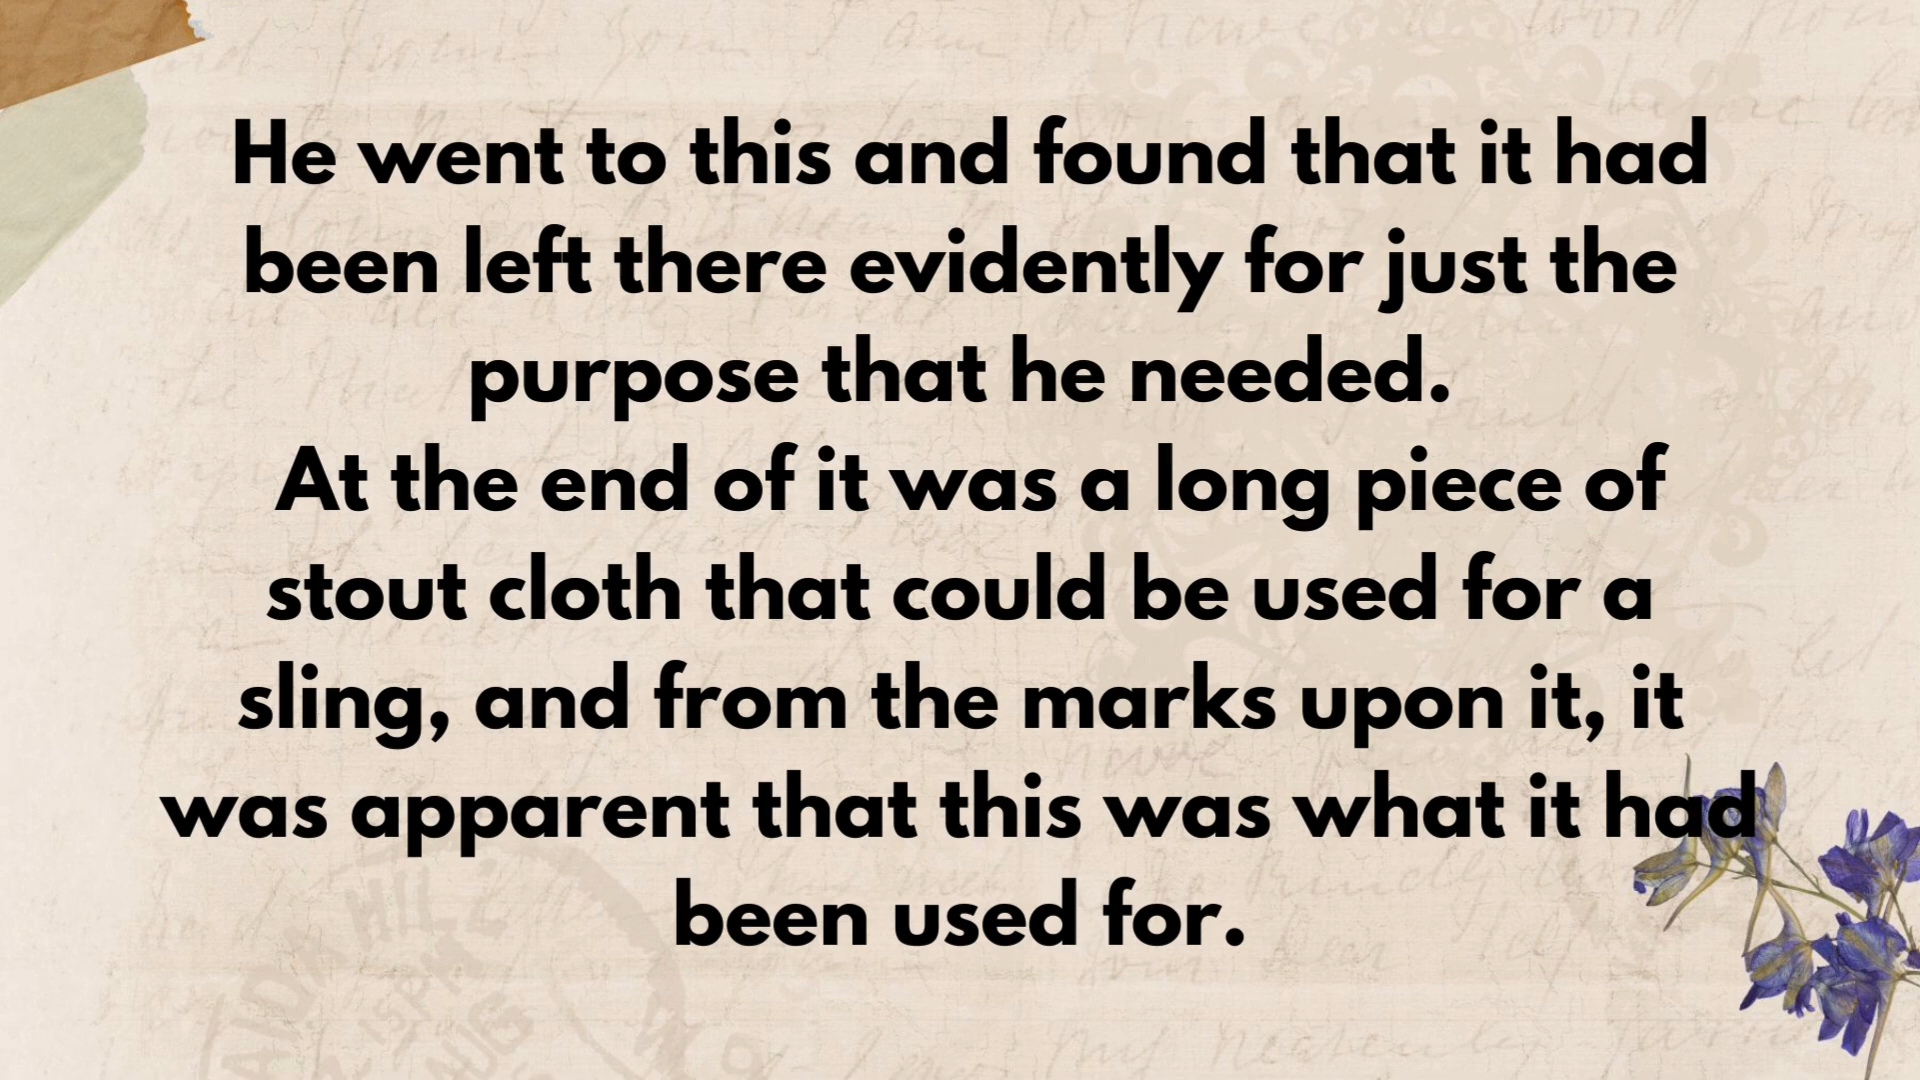 He went to this and found that it had
been left there evidently for just the
purpose that he needed.
At the end of it was a long piece of
stout cloth that could be used for a
sling, and from the marks upon it, it
was apparent that this was what it had
been used for.